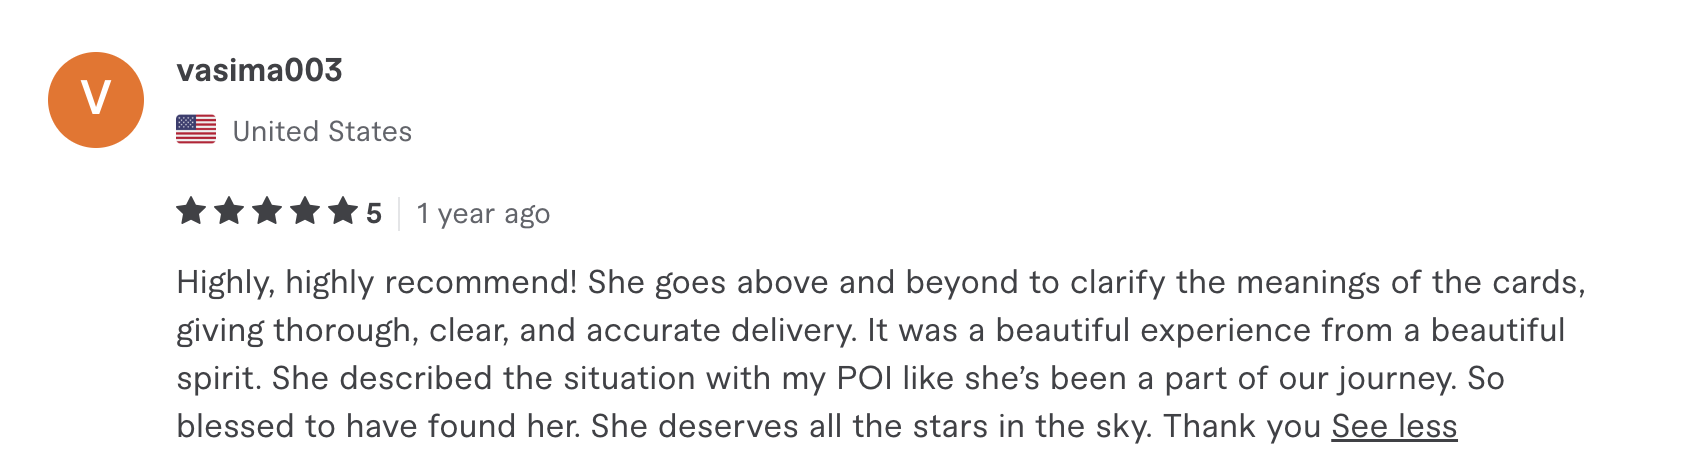 V
vasima003
United States
5 1 year ago
Highly, highly recommend! She goes above and beyond to clarify the meanings of the cards,
giving thorough, clear, and accurate delivery. It was a beautiful experience from a beautiful
spirit. She described the situation with my POI like she’s been a part of our journey. So
blessed to have found her. She deserves all the stars in the sky. Thank you See less